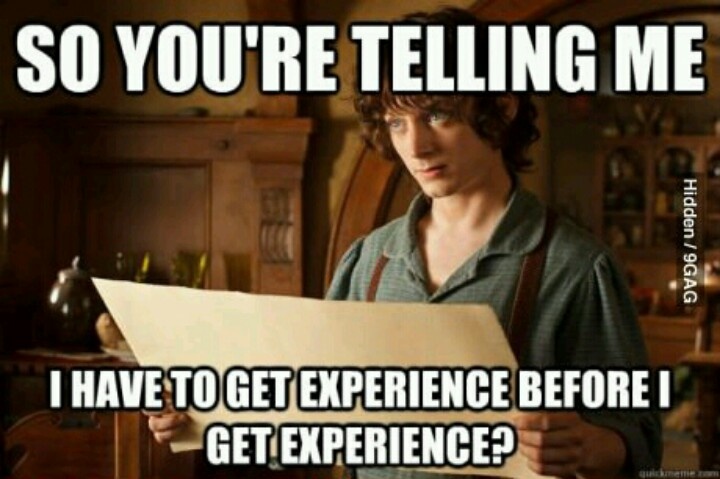 SO YOU'RE TELLING ME
I HAVE TO GET EXPERIENCE BEFORE I
GET EXPERIENCE?
Hidden / 9GAG
quickmeme.com